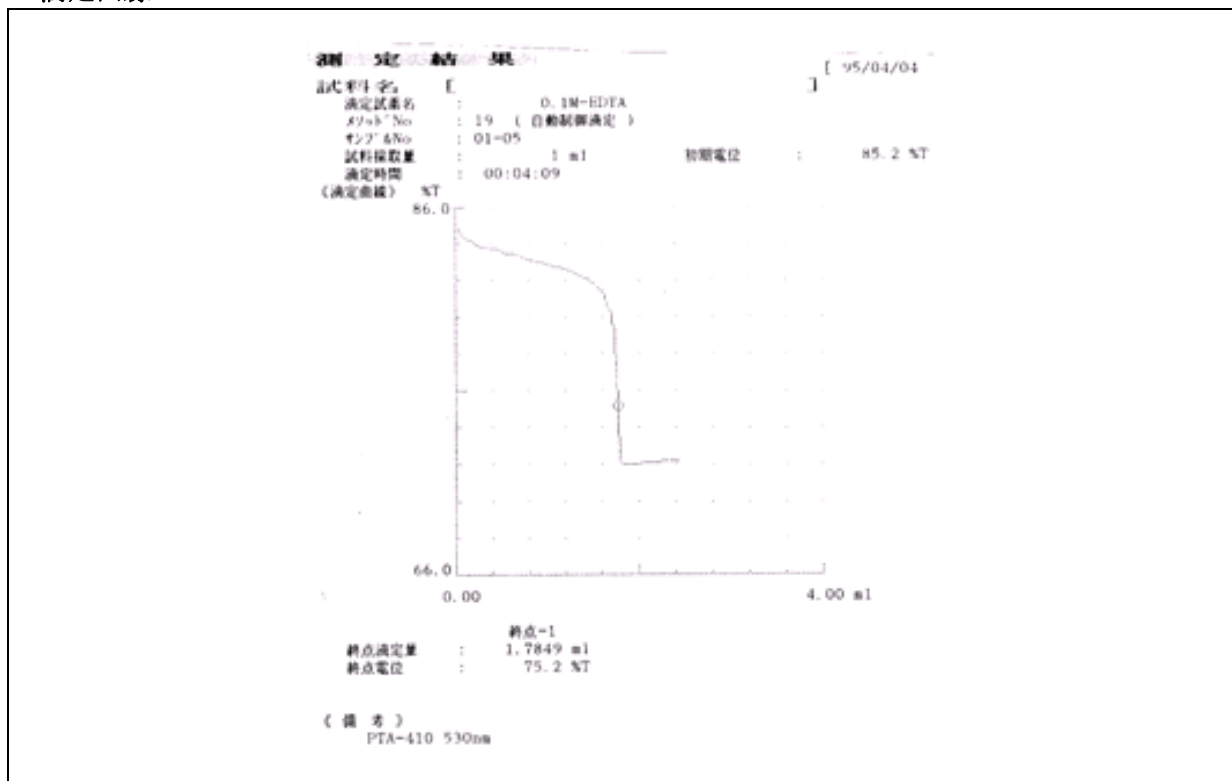 測 定 結 果
[ 95/04/04
試料名 [ ]
滴定試薬名 : 0.1M-EDTA
メソッドNo : 19 ( 自動制御滴定 )
サンプルNo : 01-05
試料採取量 : 1 ml 初期電位 : 85.2 %T
滴定時間 : 00:04:09
《滴定曲線》 %T
86.0
66.0
0.00 4.00 ml
終点-1
終点滴定量 : 1.7849 ml
終点電位 : 75.2 %T
《 備 考 》
PTA-410 530nm